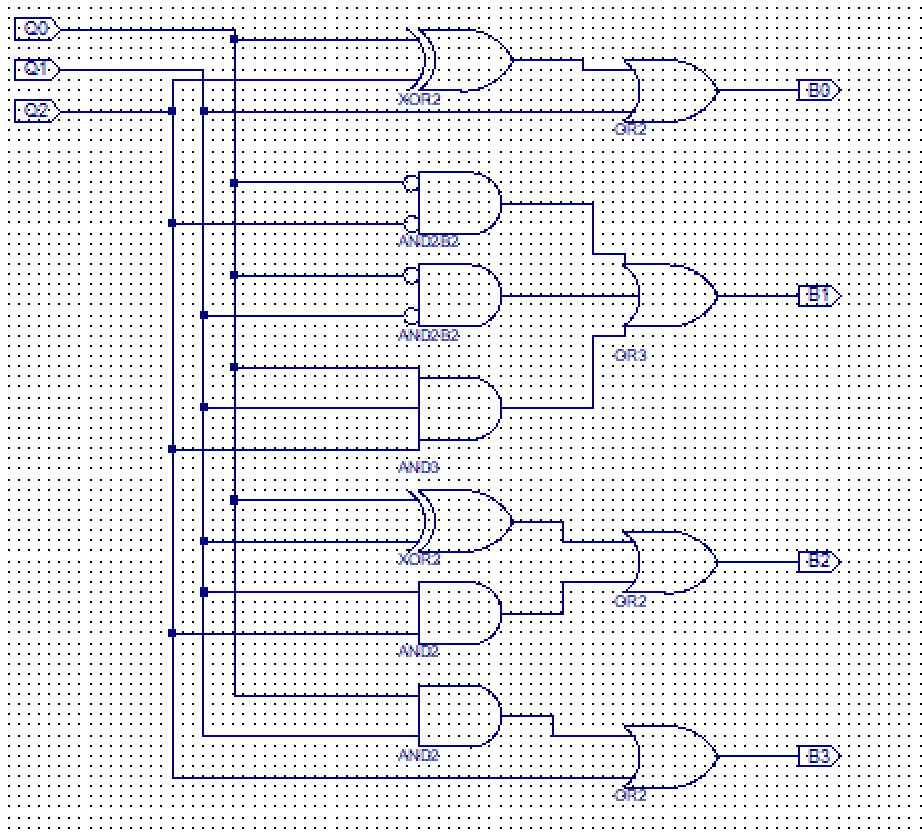 Q0
Q1
Q2
XOR2
OR2
B0
AND2B2
AND2B2
OR3
B1
AND3
XOR2
OR2
B2
AND2
AND2
OR2
B3